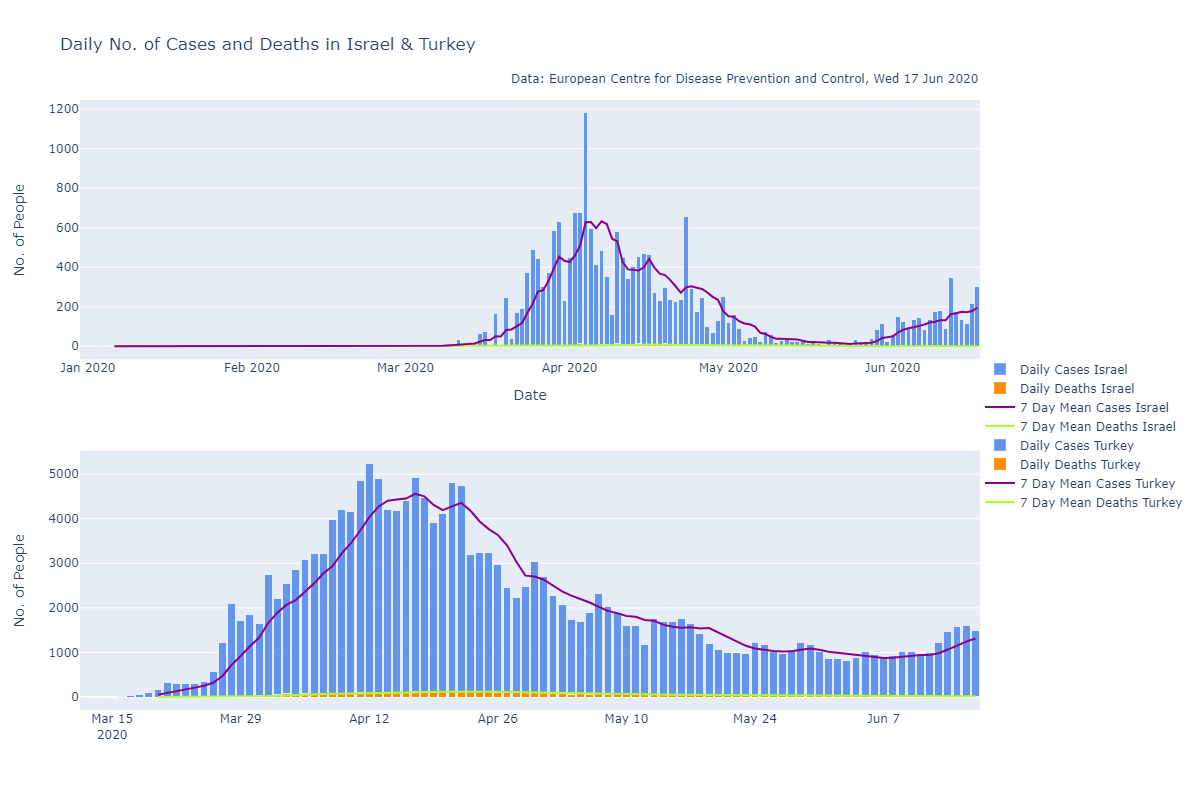 Daily No. of Cases and Deaths in Israel & Turkey
Data: European Centre for Disease Prevention and Control, Wed 17 Jun 2020
No. of People
1200
1000
800
600
400
200
0
Jan 2020 Feb 2020 Mar 2020 Apr 2020 May 2020 Jun 2020
Date
Daily Cases Israel
Daily Deaths Israel
7 Day Mean Cases Israel
7 Day Mean Deaths Israel
Daily Cases Turkey
Daily Deaths Turkey
7 Day Mean Cases Turkey
7 Day Mean Deaths Turkey
No. of People
5000
4000
3000
2000
1000
0
Mar 15 Mar 29 Apr 12 Apr 26 May 10 May 24 Jun 7
2020